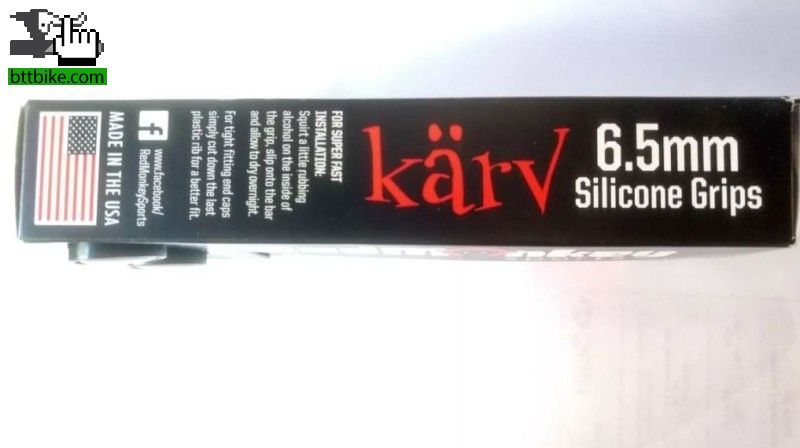 bttbike.com
kärv
6.5mm
Silicone Grips
FOR SUPER FAST
INSTALLATION:
Squirt a little rubbing
alcohol on the inside of
the grip, slip onto the bar
and allow to dry overnight.
For tight fitting end caps
simply cut down the last
plastic rib for a better fit.
www.facebook/
RedMonkeySports
MADE IN THE USA